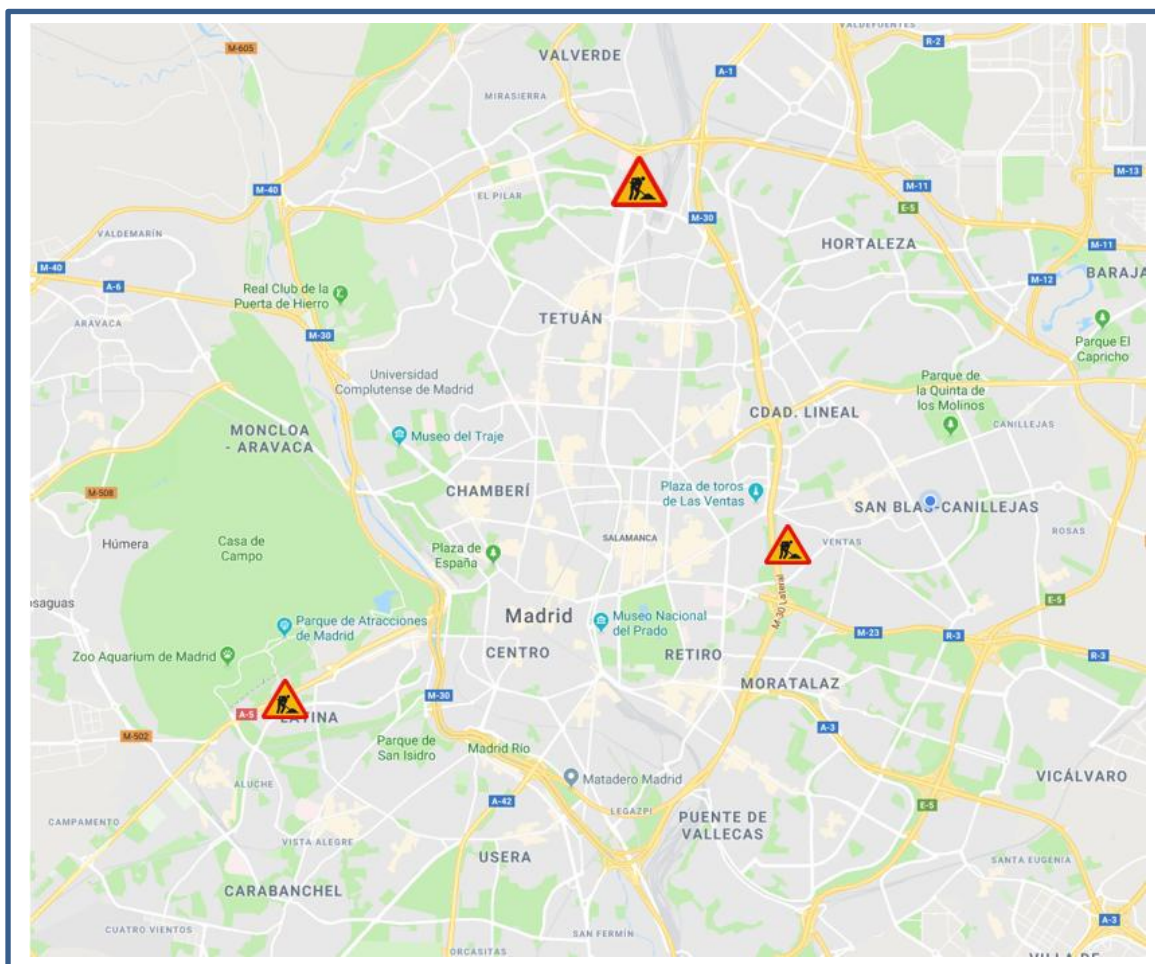 VALDEFUENTES
R-2
M-605
VALVERDE
A-1
MIRASIERRA
M-13
M-40
EL PILAR
M-11
E-5
M-30
VALDEMARÍN
HORTALEZA
M-11
M-40
M-12
BARAJA
A-6
Real Club de la
Puerta de Hierro
ARAVACA
TETUÁN
M-30
Parque El
Capricho
Universidad
Complutense de Madrid
Parque de
la Quinta de
los Molinos
CDAD. LINEAL
MONCLOA
- ARAVACA
Museo del Traje
CANILLEJAS
M-508
CHAMBERÍ
Plaza de toros
de Las Ventas
SAN BLAS-CANILLEJAS
Húmera
Casa de
Campo
Plaza de
España
SALAMANCA
VENTAS
ROSAS
osaguas
M-30 Lateral
E-5
Parque de Atracciones
de Madrid
Madrid
Museo Nacional
del Prado
M-23
R-3
Zoo Aquarium de Madrid
CENTRO
RETIRO
R-3
M-30
MORATALAZ
A-5
LATINA
M-502
Parque de
San Isidro
Madrid Río
A-3
ALUCHE
Matadero Madrid
VICÁLVARO
A-42
LEGAZPI
E-5
CAMPAMENTO
PUENTE DE
VALLECAS
VISTA ALEGRE
USERA
SANTA EUGENIA
CARABANCHEL
A-3
CUATRO VIENTOS
SAN FERMÍN
ORCASITAS
VILLA DE